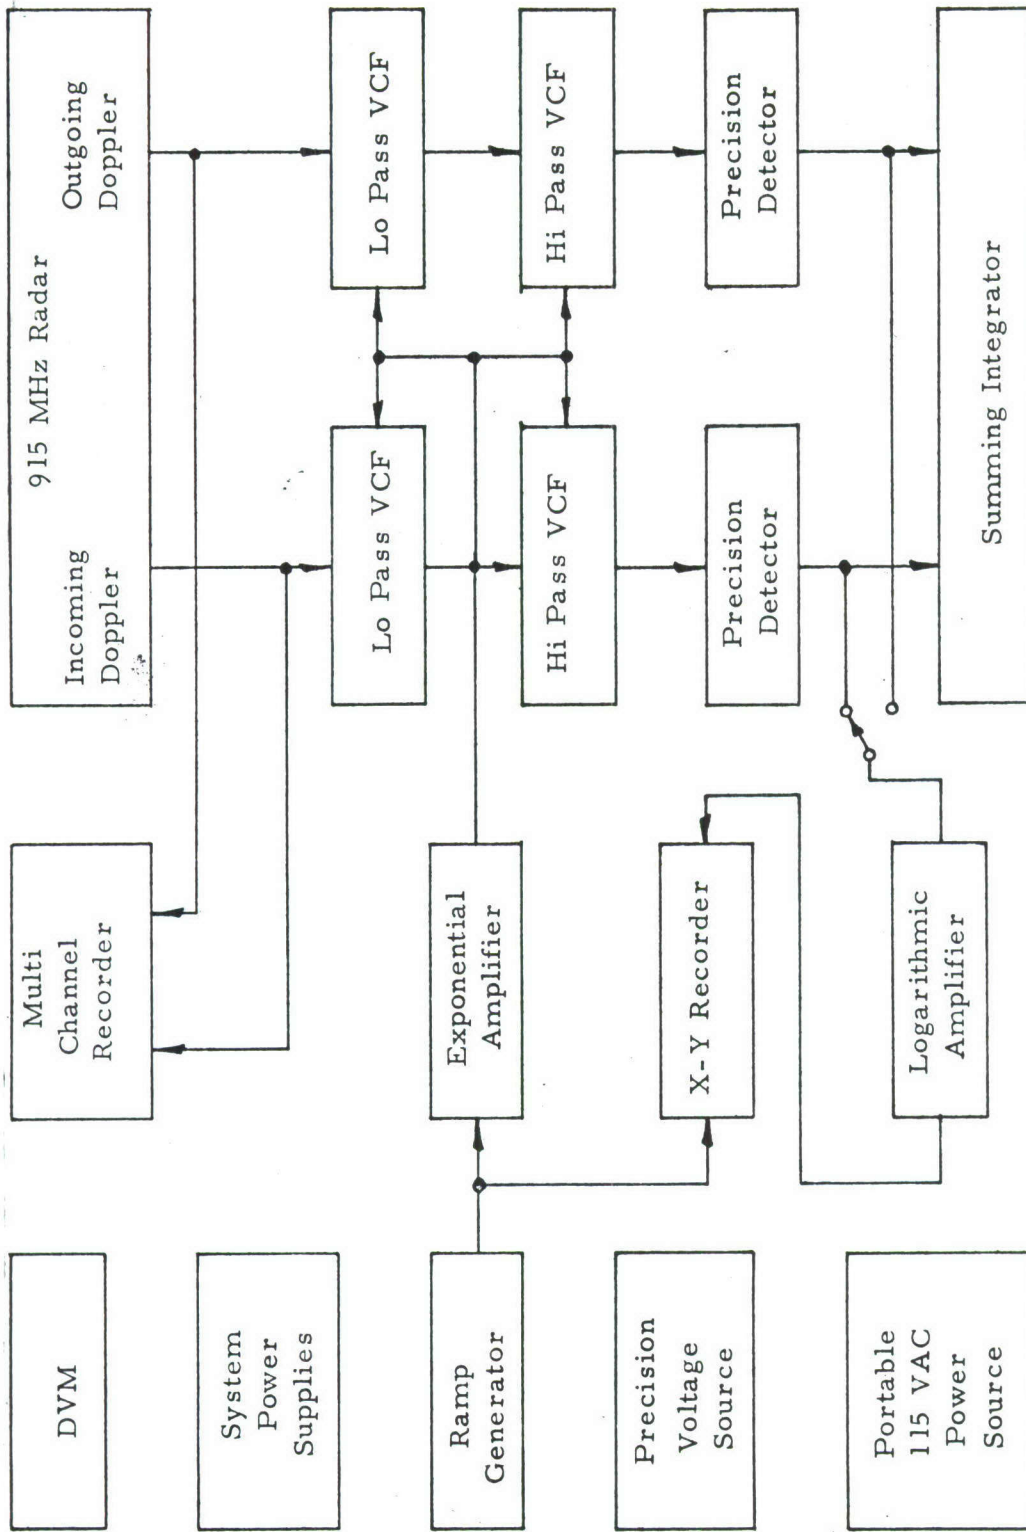 DVM
System
Power
Supplies
Ramp
Generator
Precision
Voltage
Source
Portable
115 VAC
Power
Source
Multi
Channel
Recorder
Exponential
Amplifier
X-Y Recorder
Logarithmic
Amplifier
915 MHz Radar
Incoming
Doppler
Outgoing
Doppler
Lo Pass VCF
Lo Pass VCF
Hi Pass VCF
Hi Pass VCF
Precision
Detector
Precision
Detector
Summing Integrator